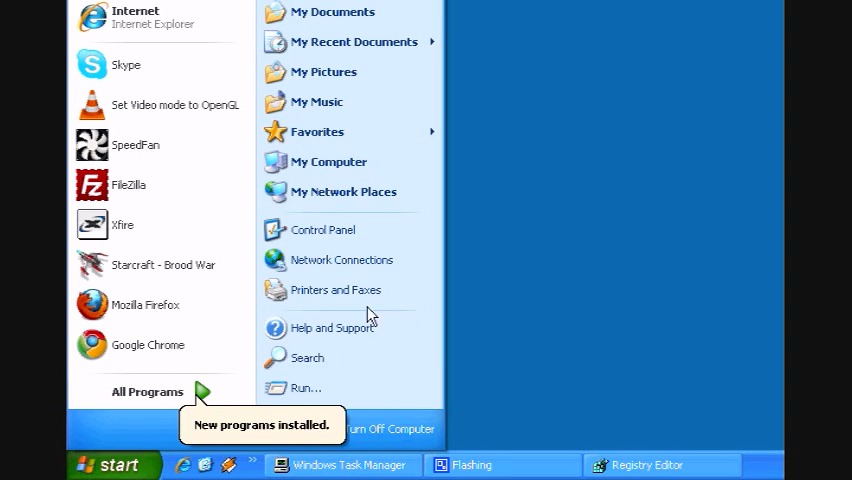 Internet
Internet Explorer
Skype
Set Video mode to OpenGL
SpeedFan
FileZilla
Xfire
Starcraft - Brood War
Mozilla Firefox
Google Chrome
All Programs
My Documents
My Recent Documents
My Pictures
My Music
Favorites
My Computer
My Network Places
Control Panel
Network Connections
Printers and Faxes
Help and Support
Search
Run...
New programs installed.
Turn Off Computer
start
Windows Task Manager
Flashing
Registry Editor